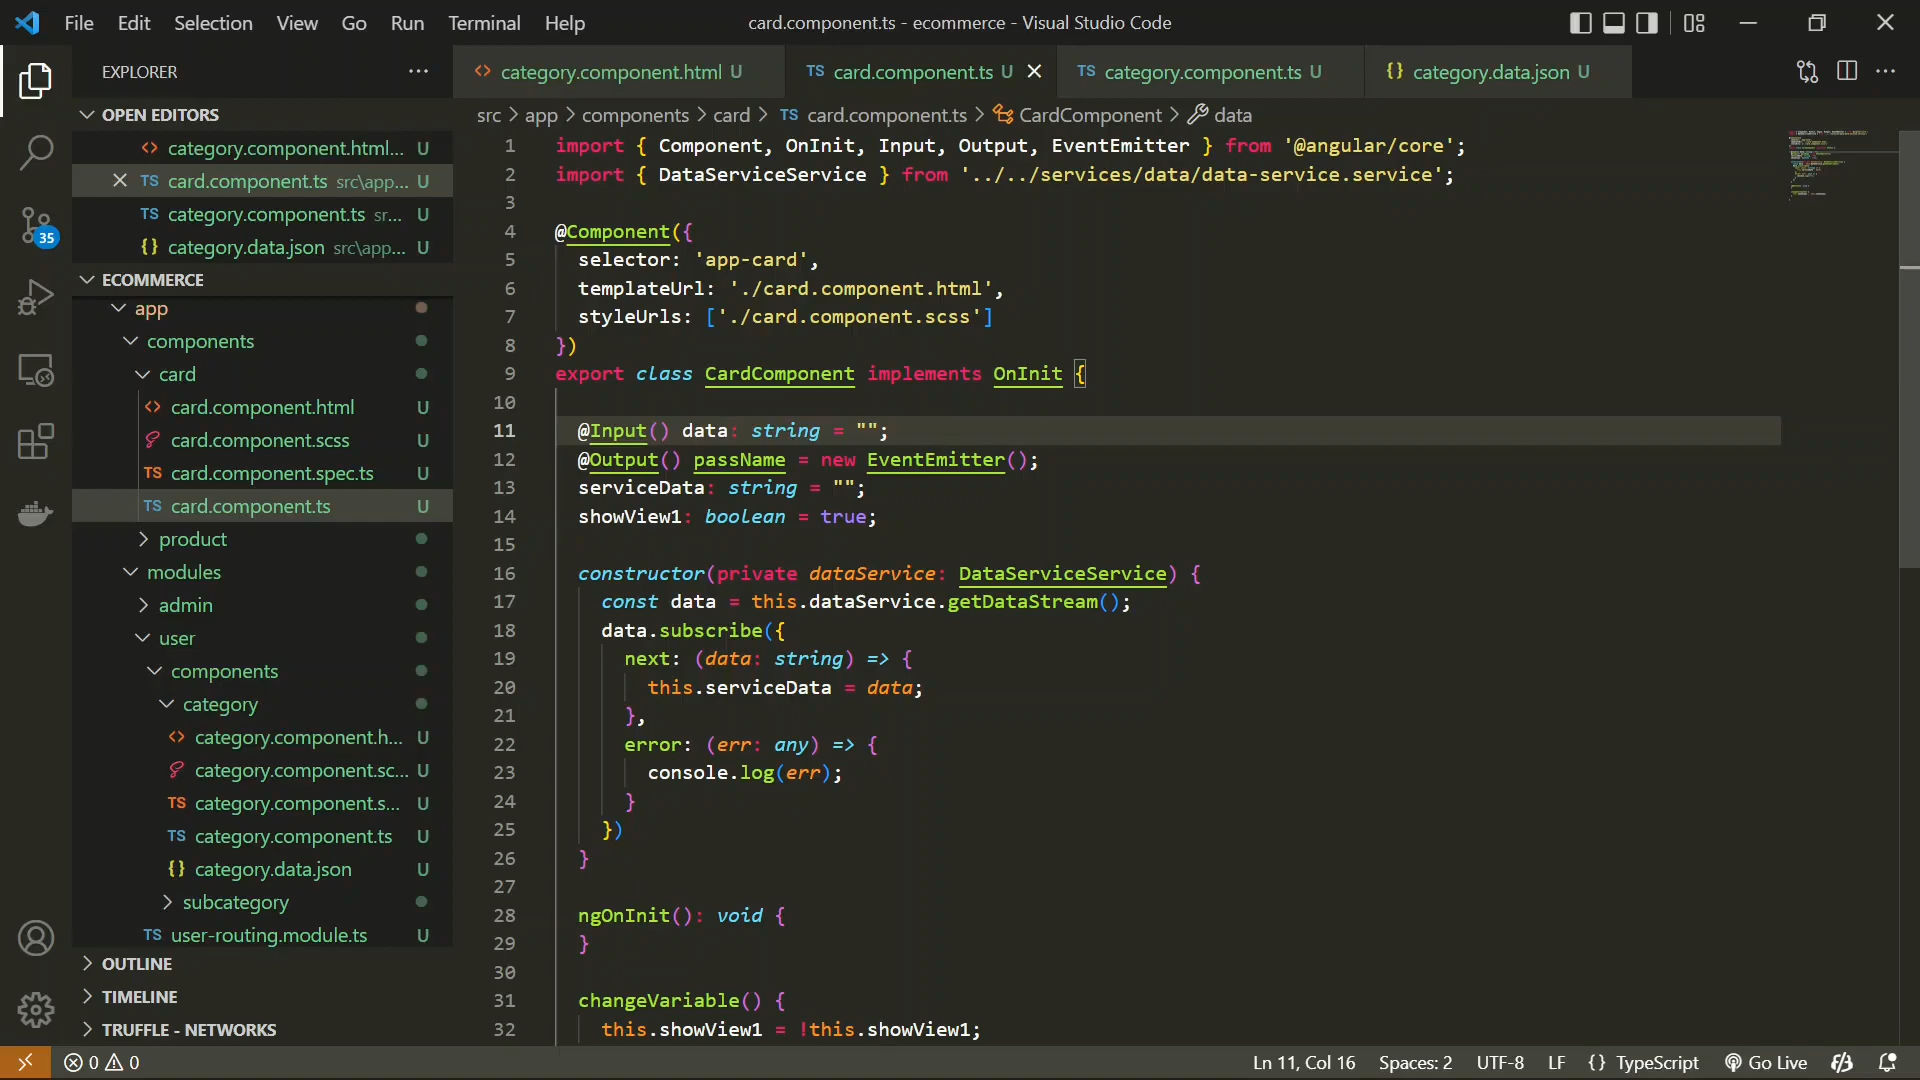 File Edit Selection View Go Run Terminal Help
card.component.ts - ecommerce - Visual Studio Code
EXPLORER
OPEN EDITORS
category.component.html... U
TS card.component.ts src\app... U
TS category.component.ts sr... U
{} category.data.json src\app... U
ECOMMERCE
app
components
card
card.component.html U
card.component.scss U
TS card.component.spec.ts U
TS card.component.ts U
product
modules
admin
user
components
category
category.component.h... U
category.component.sc... U
TS category.component.s... U
TS category.component.ts U
{} category.data.json U
subcategory
TS user-routing.module.ts U
OUTLINE
TIMELINE
TRUFFLE - NETWORKS
35
category.component.html U
TS card.component.ts U
TS category.component.ts U
{} category.data.json U
src > app > components > card > TS card.component.ts > CardComponent > data
1 import { Component, OnInit, Input, Output, EventEmitter } from '@angular/core';
2 import { DataServiceService } from '../../services/data/data-service.service';
3
4 @Component({
5 selector: 'app-card',
6 templateUrl: './card.component.html',
7 styleUrls: ['./card.component.scss']
8 })
9 export class CardComponent implements OnInit {
10
11 @Input() data: string = "";
12 @Output() passName = new EventEmitter();
13 serviceData: string = "";
14 showView1: boolean = true;
15
16 constructor(private dataService: DataServiceService) {
17 const data = this.dataService.getDataStream();
18 data.subscribe({
19 next: (data: string) => {
20 this.serviceData = data;
21 },
22 error: (err: any) => {
23 console.log(err);
24 }
25 })
26 }
27
28 ngOnInit(): void {
29 }
30
31 changeVariable() {
32 this.showView1 = !this.showView1;
0 0
Ln 11, Col 16 Spaces: 2 UTF-8 LF {} TypeScript Go Live